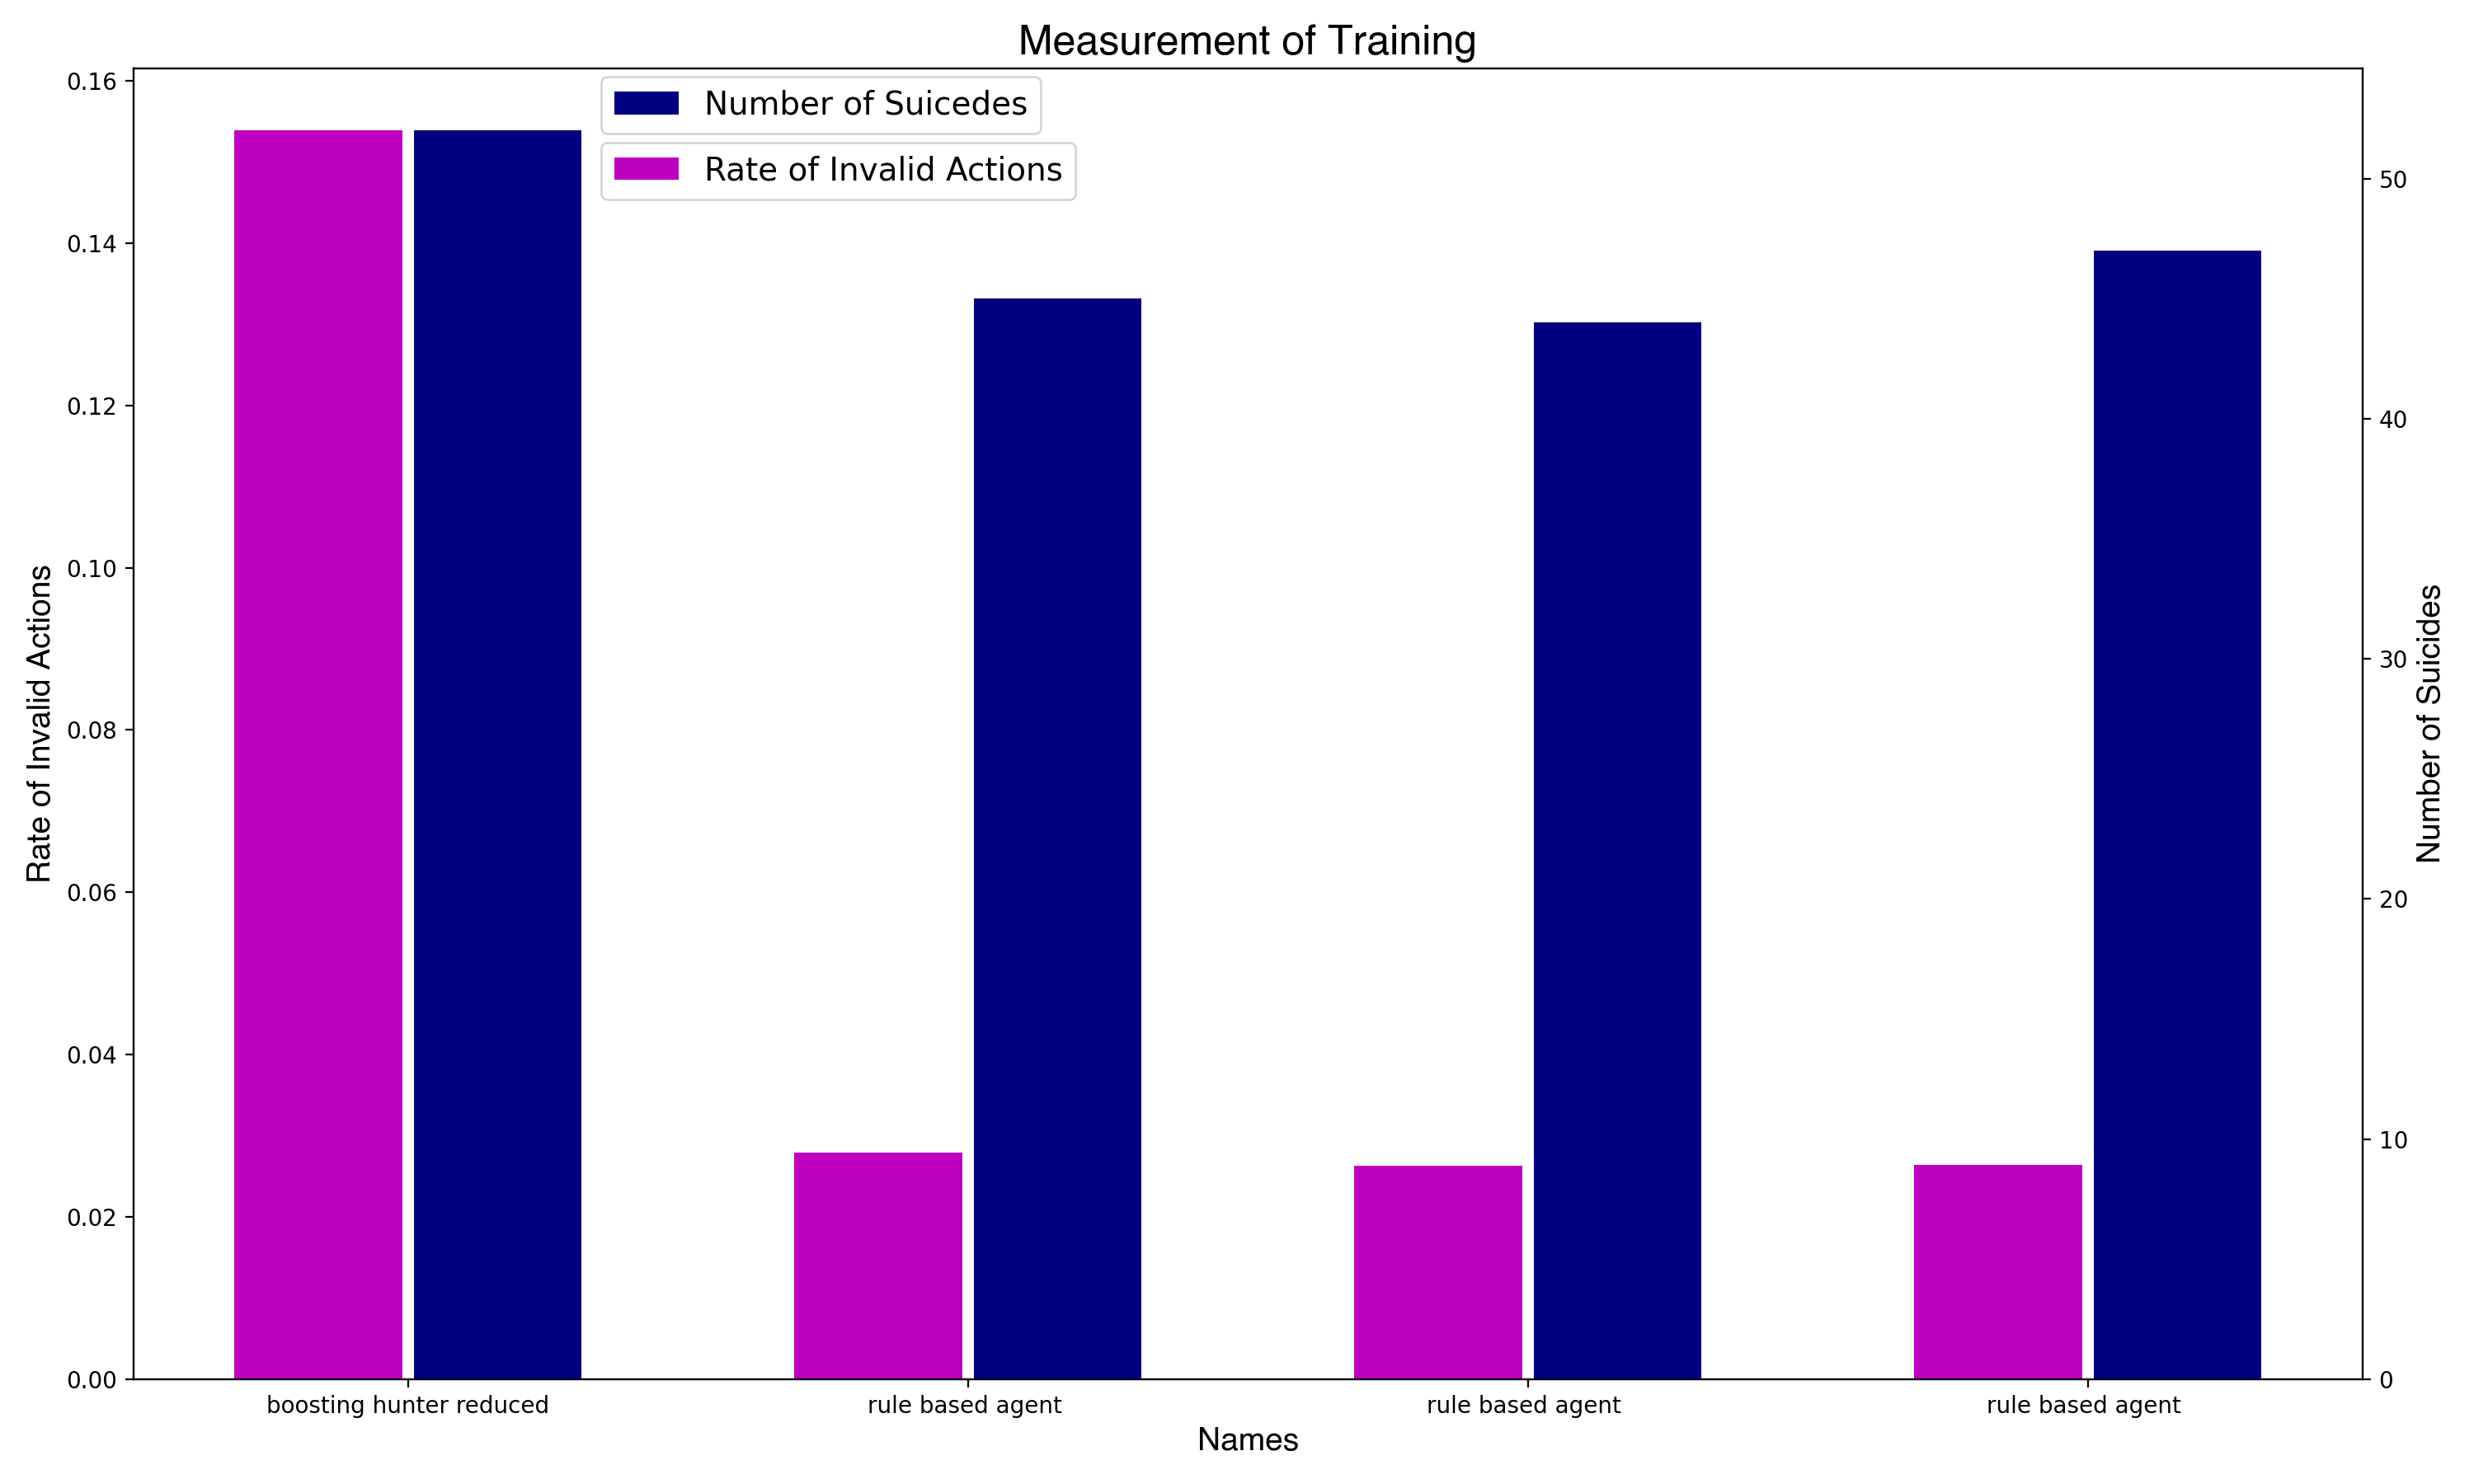 Measurement of Training
Number of Suicedes
Rate of Invalid Actions
0.16
0.14
0.12
0.10
0.08
0.06
0.04
0.02
0.00
Rate of Invalid Actions
50
40
30
20
10
0
Number of Suicides
boosting hunter reduced
rule based agent
rule based agent
rule based agent
Names